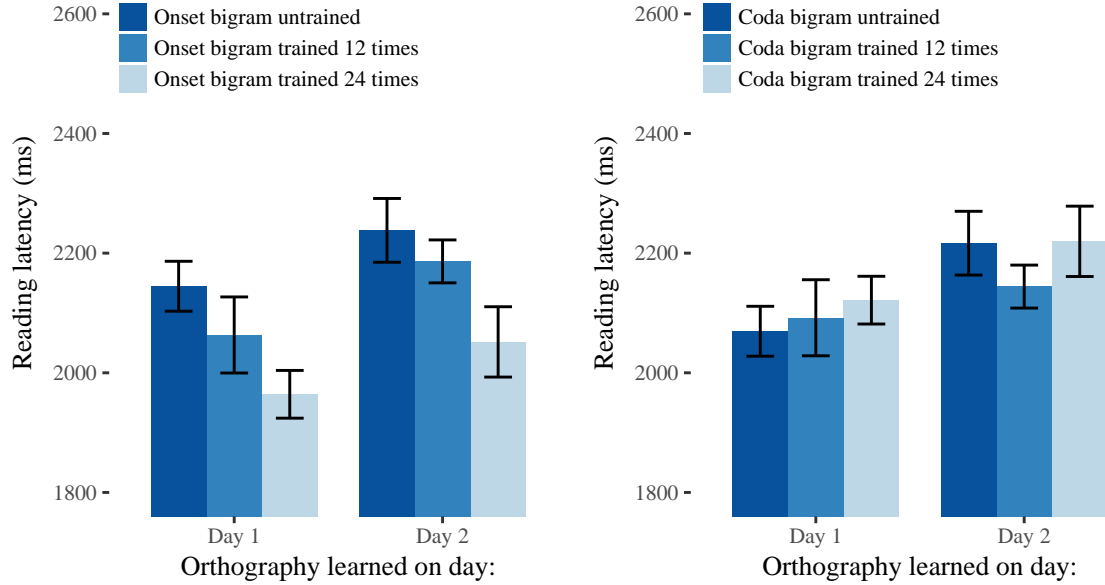 2600
2400
2200
2000
1800
Reading latency (ms)
Onset bigram untrained
Onset bigram trained 12 times
Onset bigram trained 24 times
Day 1
Day 2
Orthography learned on day:
2600
2400
2200
2000
1800
Reading latency (ms)
Coda bigram untrained
Coda bigram trained 12 times
Coda bigram trained 24 times
Day 1
Day 2
Orthography learned on day: